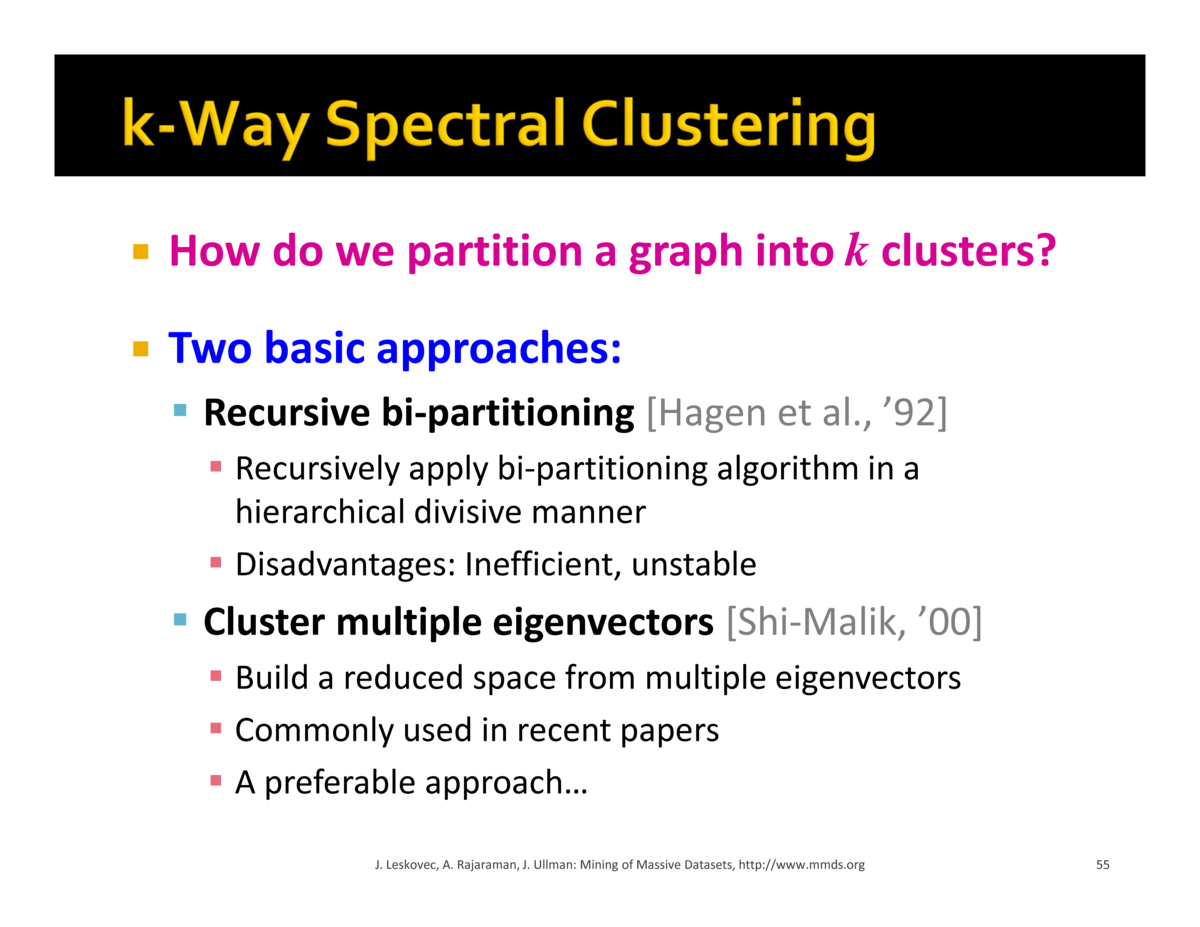 k-Way Spectral Clustering
How do we partition a graph into k clusters?
Two basic approaches:
Recursive bi-partitioning [Hagen et al., ’92]
Recursively apply bi-partitioning algorithm in a
hierarchical divisive manner
Disadvantages: Inefficient, unstable
Cluster multiple eigenvectors [Shi-Malik, ’00]
Build a reduced space from multiple eigenvectors
Commonly used in recent papers
A preferable approach…
J. Leskovec, A. Rajaraman, J. Ullman: Mining of Massive Datasets, http://www.mmds.org
55